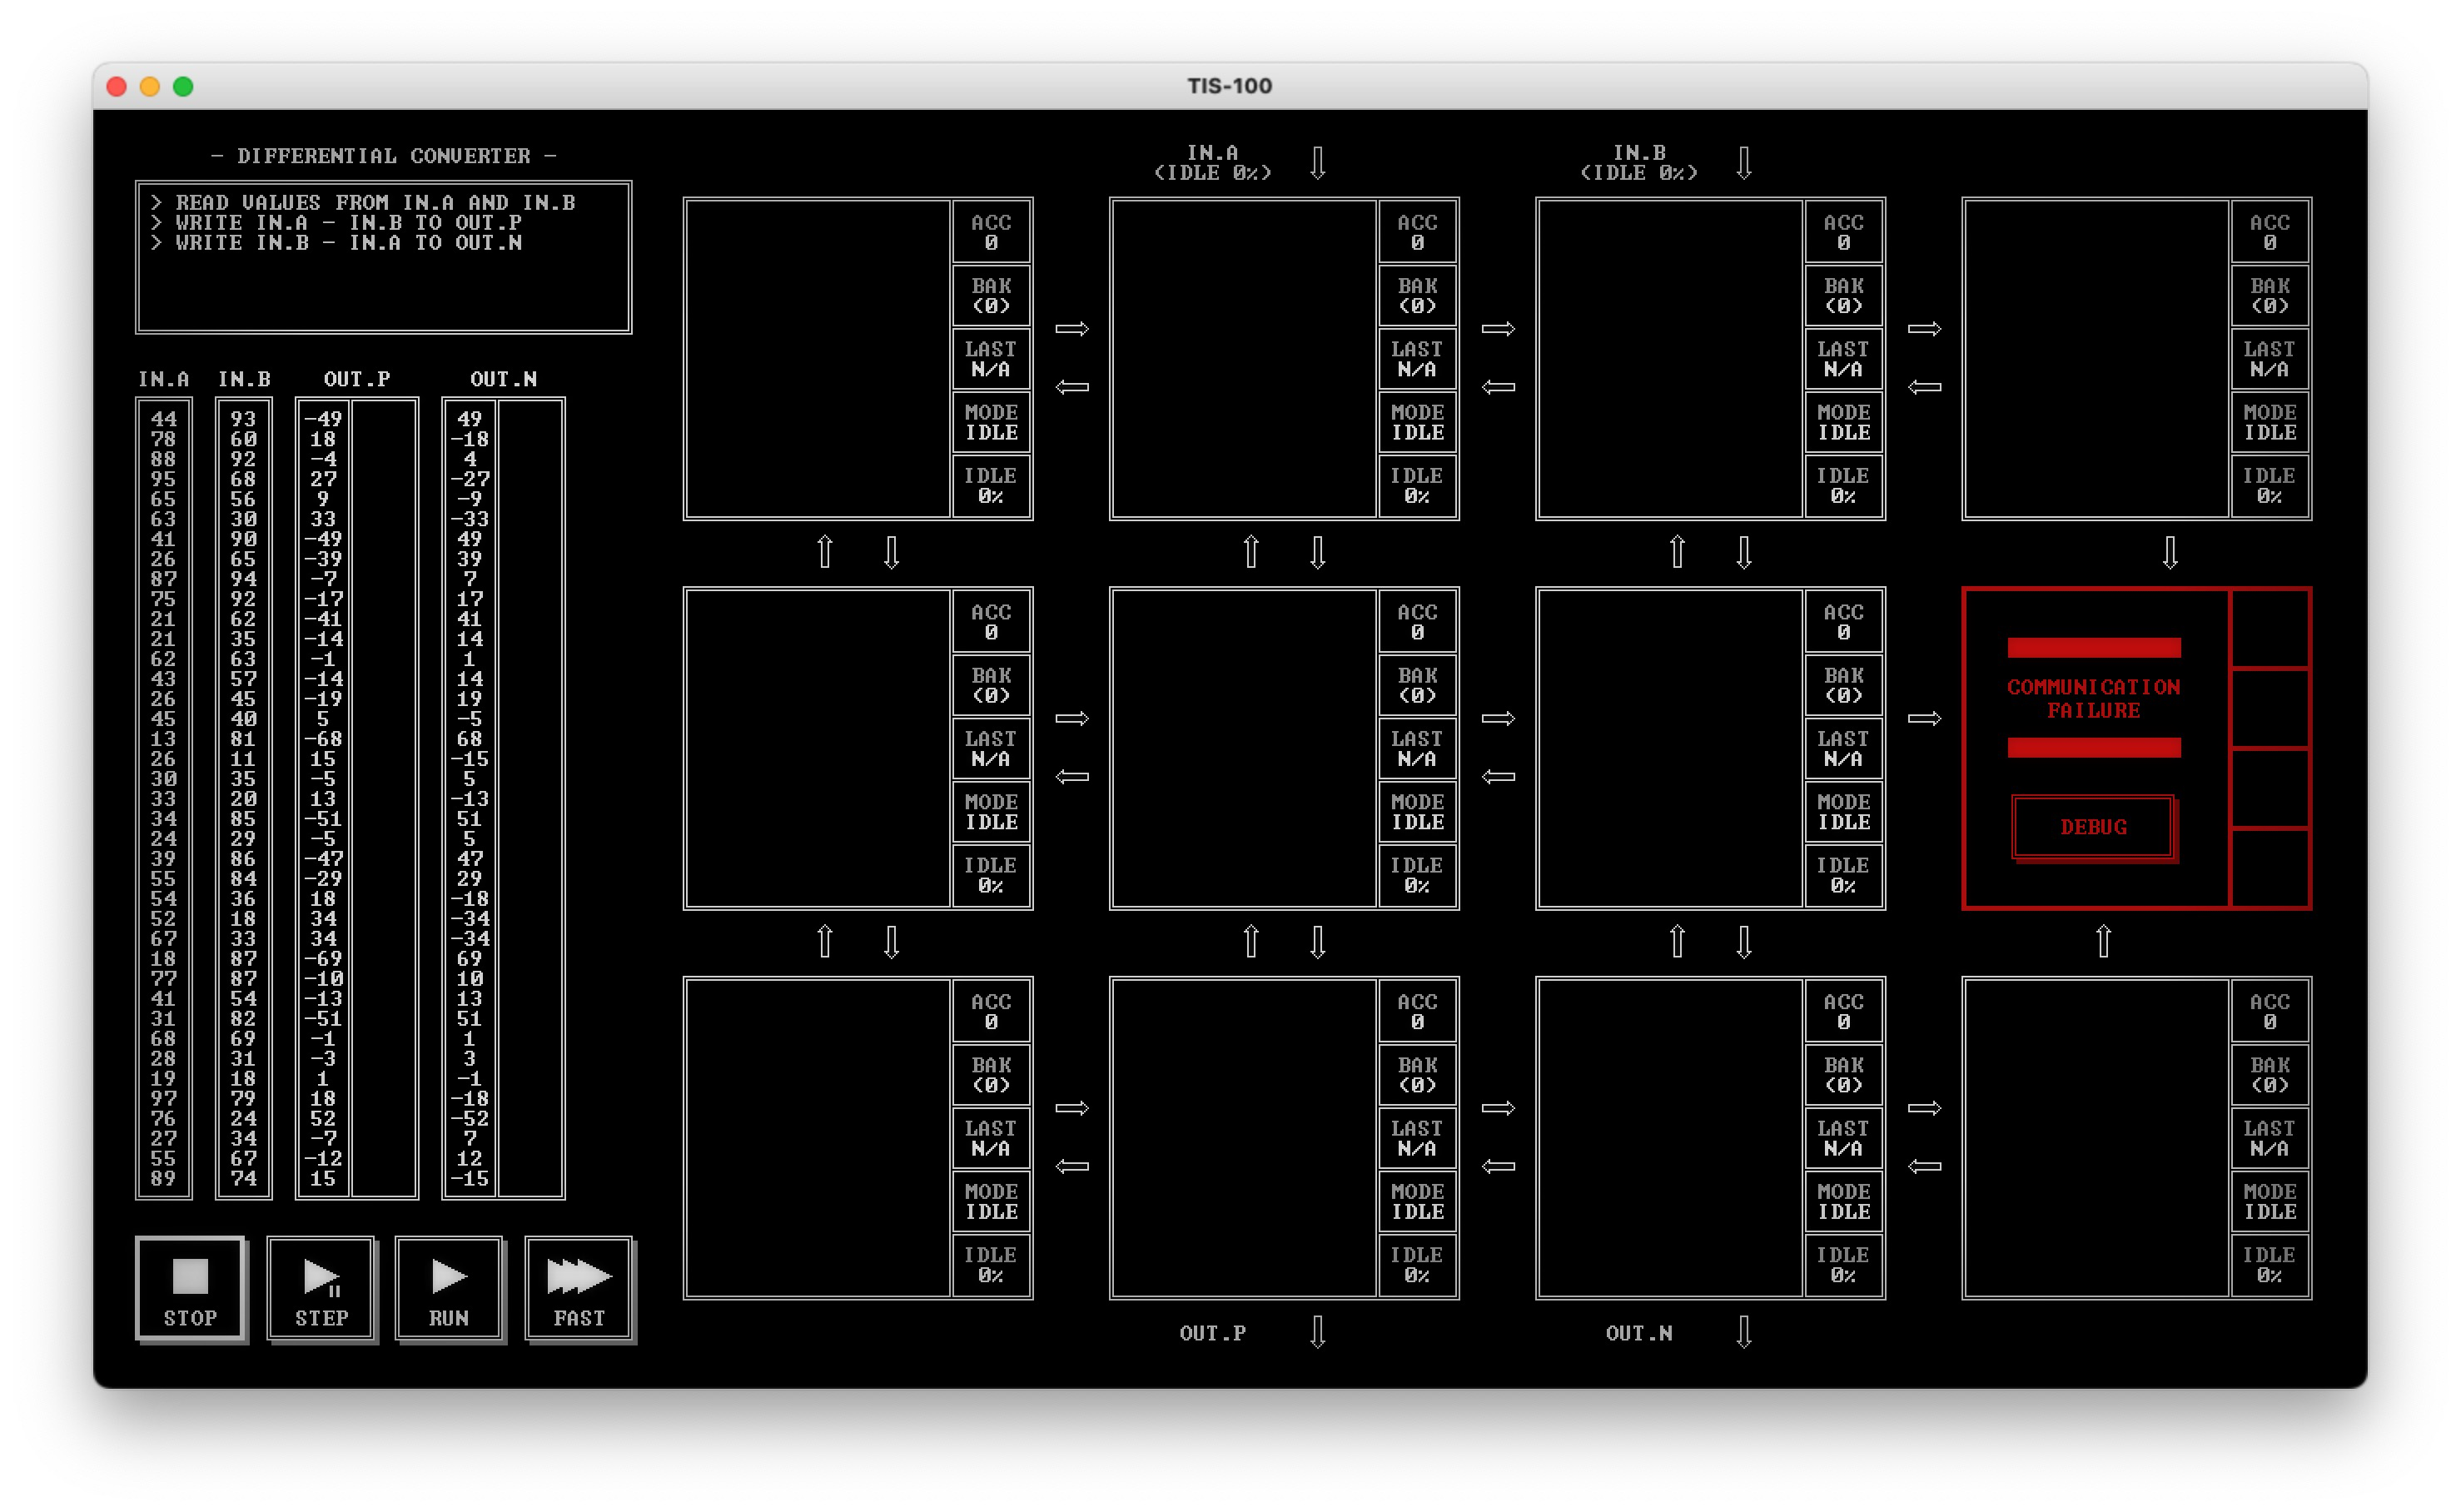 TIS-100
- DIFFERENTIAL CONVERTER -
> READ VALUES FROM IN.A AND IN.B
> WRITE IN.A - IN.B TO OUT.P
> WRITE IN.B - IN.A TO OUT.N
IN.A IN.B OUT.P OUT.N
44 93 -49 49
78 60 18 -18
88 92 -4 4
95 68 27 -27
65 56 9 -9
63 30 33 -33
41 90 -49 49
26 65 -39 39
87 94 -7 7
75 92 -17 17
21 62 -41 41
21 35 -14 14
62 63 -1 1
43 57 -14 14
26 45 -19 19
45 40 5 -5
13 81 -68 68
26 11 15 -15
30 35 -5 5
33 20 13 -13
34 85 -51 51
24 29 -5 5
39 86 -47 47
55 84 -29 29
54 36 18 -18
52 18 34 -34
67 33 34 -34
18 87 -69 69
77 87 -10 10
41 54 -13 13
31 82 -51 51
68 69 -1 1
28 31 -3 3
19 18 1 -1
97 79 18 -18
76 24 52 -52
27 34 -7 7
55 67 -12 12
89 74 15 -15
STOP STEP RUN FAST
IN.A IN.B
(IDLE 0%) (IDLE 0%)
ACC ACC ACC ACC
0 0 0 0
BAK BAK BAK BAK
(0) (0) (0) (0)
LAST LAST LAST LAST
N/A N/A N/A N/A
MODE MODE MODE MODE
IDLE IDLE IDLE IDLE
IDLE IDLE IDLE IDLE
0% 0% 0% 0%
ACC ACC ACC
0 0 0
BAK BAK BAK
(0) (0) (0)
LAST LAST LAST
N/A N/A N/A
MODE MODE MODE
IDLE IDLE IDLE
IDLE IDLE IDLE
0% 0% 0%
COMMUNICATION
FAILURE
DEBUG
ACC ACC ACC ACC
0 0 0 0
BAK BAK BAK BAK
(0) (0) (0) (0)
LAST LAST LAST LAST
N/A N/A N/A N/A
MODE MODE MODE MODE
IDLE IDLE IDLE IDLE
IDLE IDLE IDLE IDLE
0% 0% 0% 0%
OUT.P OUT.N